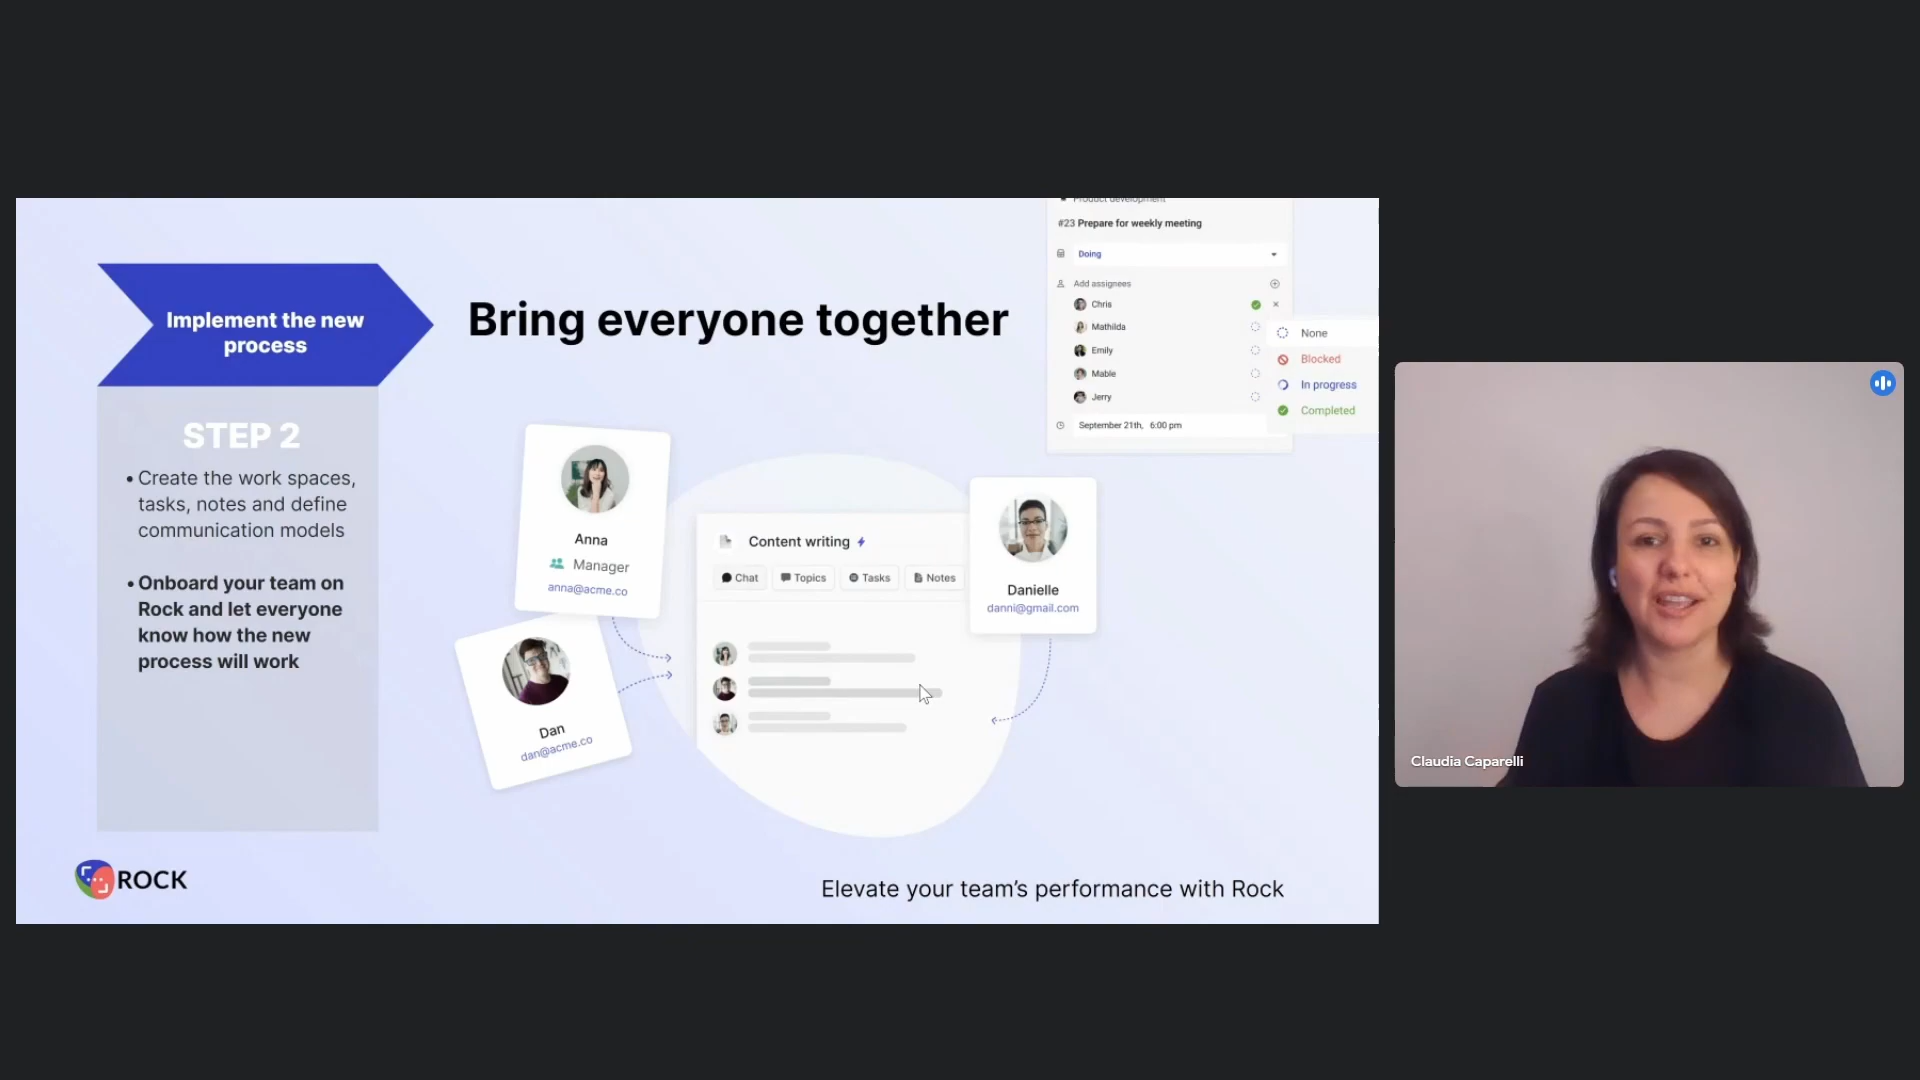 Implement the new
process
STEP 2
• Create the work spaces,
tasks, notes and define
communication models
• Onboard your team on
Rock and let everyone
know how the new
process will work
ROCK
Bring everyone together
Product development
#23 Prepare for weekly meeting
Doing
Add assignees
Chris
Mathilda
Emily
Mable
Jerry
September 21th, 6:00 pm
None
Blocked
In progress
Completed
Anna
Manager
anna@acme.co
Dan
dan@acme.co
Content writing
Chat Topics Tasks Notes
Danielle
danni@gmail.com
Elevate your team's performance with Rock
Claudia Caparelli